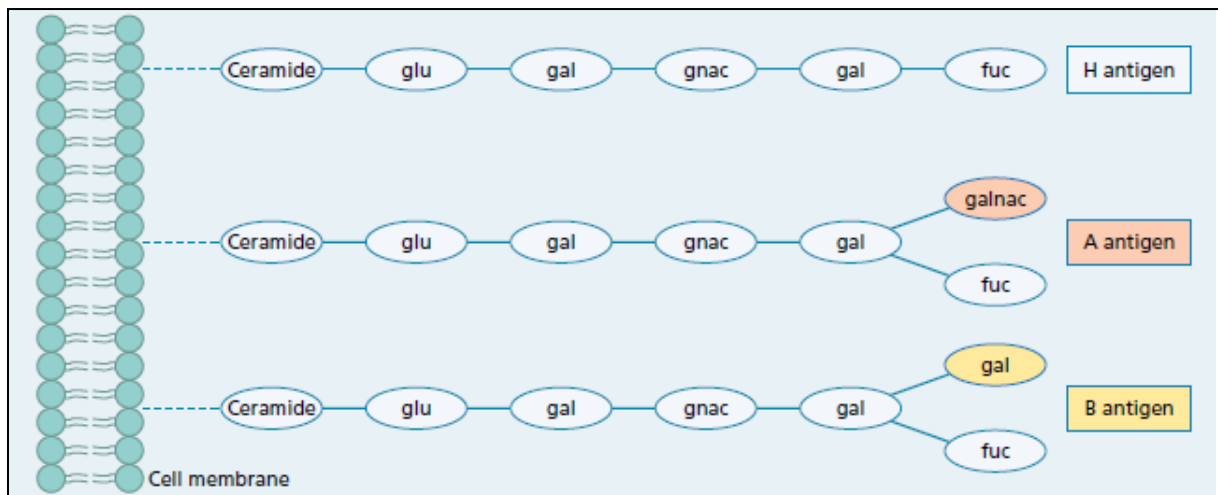 Ceramide glu gal gnac gal fuc H antigen
galnac
Ceramide glu gal gnac gal A antigen
fuc
gal
Ceramide glu gal gnac gal B antigen
fuc
Cell membrane